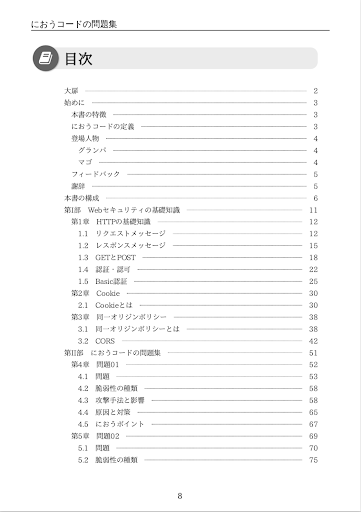 におうコードの問題集
目次
大扉 2
始めに 3
本書の特徴 3
におうコードの定義 3
登場人物 4
グランパ 4
マゴ 4
フィードバック 5
謝辞 5
本書の構成 6
第I部 Webセキュリティの基礎知識 11
第1章 HTTPの基礎知識 12
1.1 リクエストメッセージ 12
1.2 レスポンスメッセージ 15
1.3 GETとPOST 18
1.4 認証・認可 22
1.5 Basic認証 25
第2章 Cookie 30
2.1 Cookieとは 30
第3章 同一オリジンポリシー 38
3.1 同一オリジンポリシーとは 38
3.2 CORS 42
第II部 におうコードの問題集 51
第4章 問題01 52
4.1 問題 53
4.2 脆弱性の種類 58
4.3 攻撃手法と影響 58
4.4 原因と対策 65
4.5 におうポイント 67
第5章 問題02 69
5.1 問題 70
5.2 脆弱性の種類 75
8